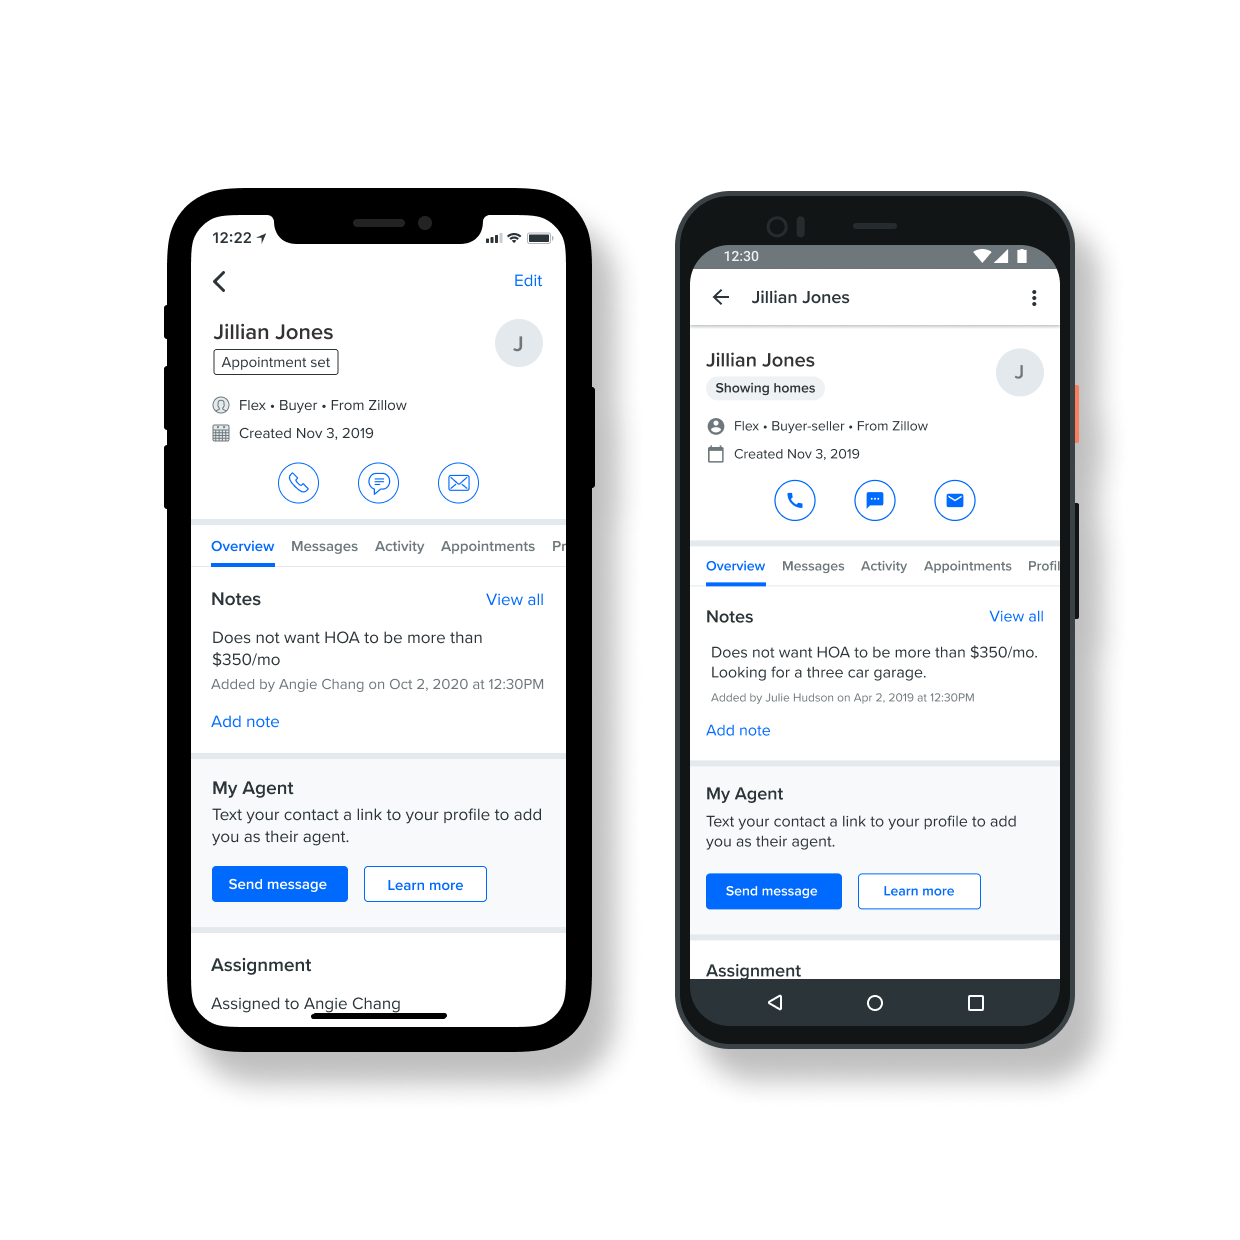 12:22
Edit
Jillian Jones
J
Appointment set
Flex • Buyer • From Zillow
Created Nov 3, 2019
Overview Messages Activity Appointments Pr
Notes View all
Does not want HOA to be more than
$350/mo
Added by Angie Chang on Oct 2, 2020 at 12:30PM
Add note
My Agent
Text your contact a link to your profile to add
you as their agent.
Send message Learn more
Assignment
Assigned to Angie Chang
12:30
Jillian Jones
Jillian Jones
J
Showing homes
Flex • Buyer-seller • From Zillow
Created Nov 3, 2019
Overview Messages Activity Appointments Profil
Notes View all
Does not want HOA to be more than $350/mo.
Looking for a three car garage.
Added by Julie Hudson on Apr 2, 2019 at 12:30PM
Add note
My Agent
Text your contact a link to your profile to add
you as their agent.
Send message Learn more
Assignment